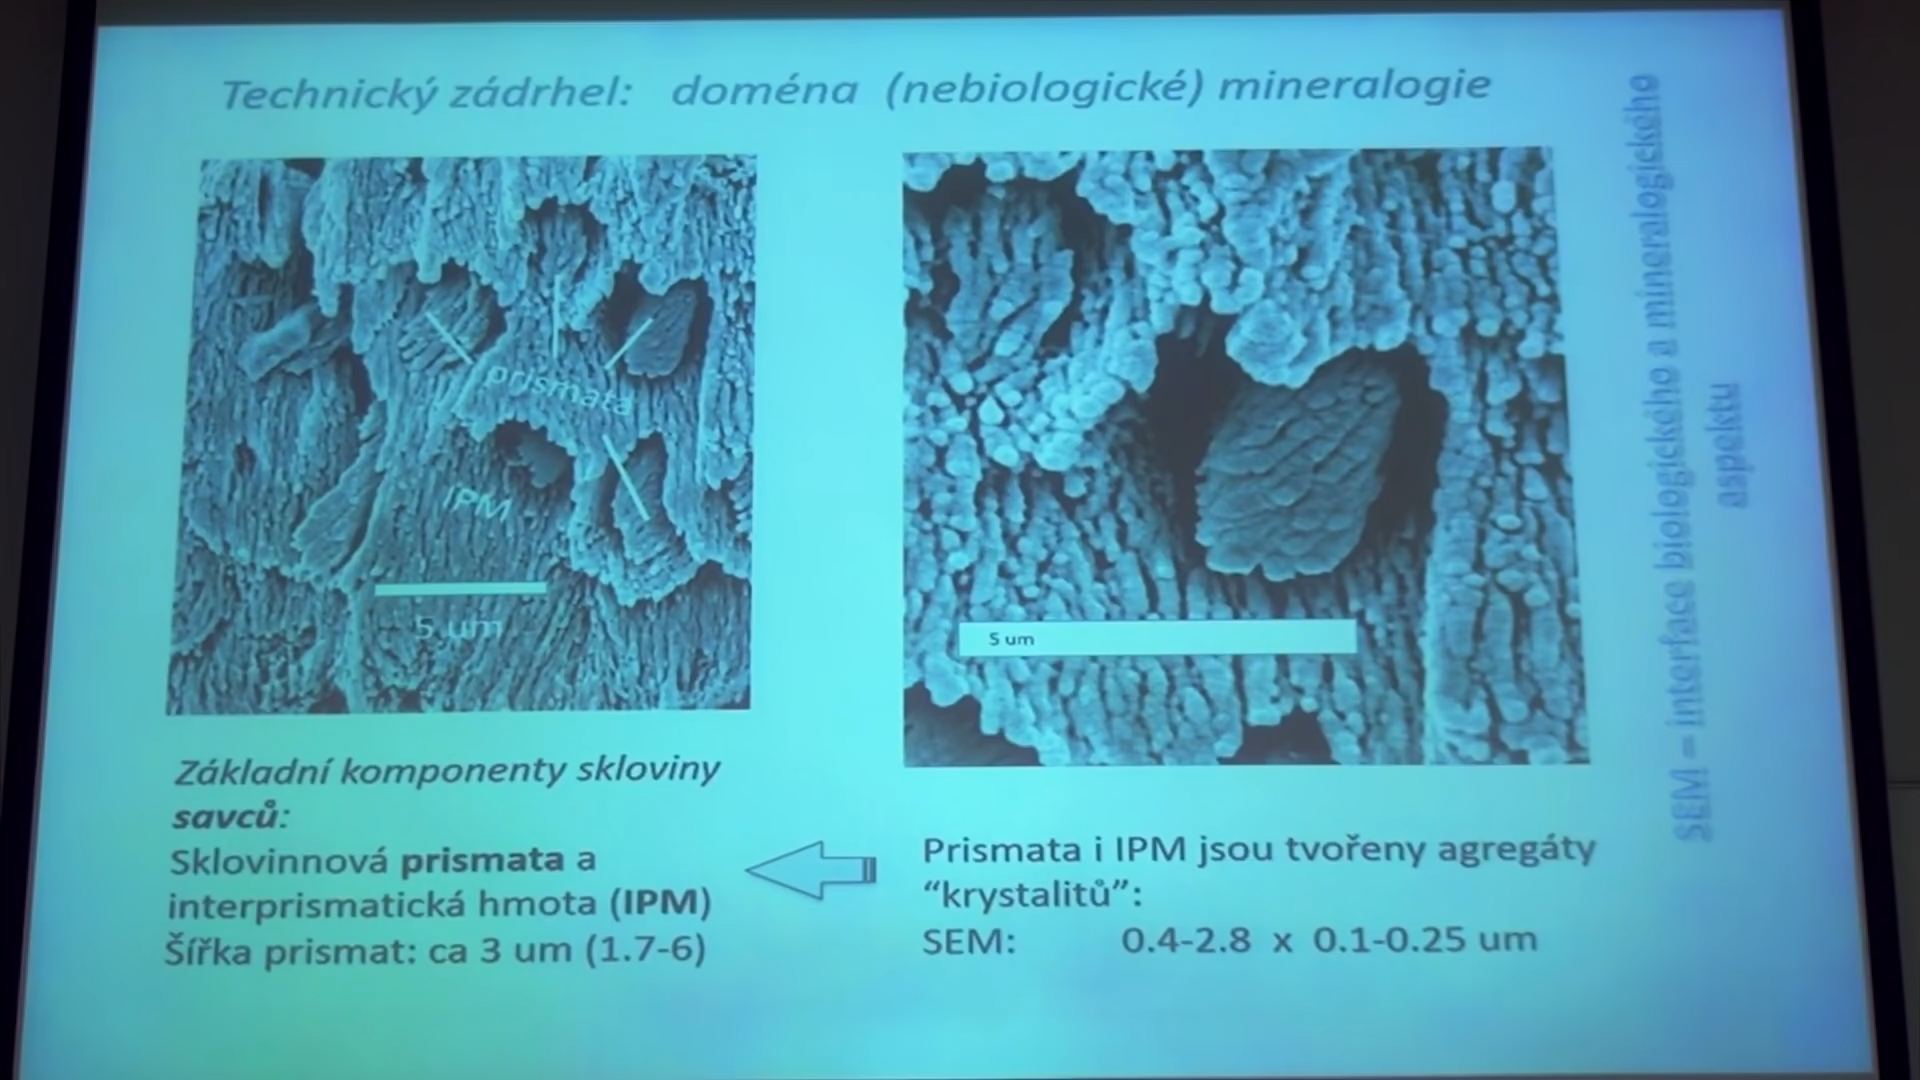 Technický zádrhel: doména (nebiologické) mineralogie
prismata
IPM
5 um
5 um
Základní komponenty skloviny
savců:
Sklovinnová prismata a
interprismatická hmota (IPM)
Šířka prismat: ca 3 um (1.7-6)
Prismata i IPM jsou tvořeny agregáty
“krystalitů”:
SEM: 0.4-2.8 x 0.1-0.25 um
SEM – interface biologického a mineralogického
aspektu